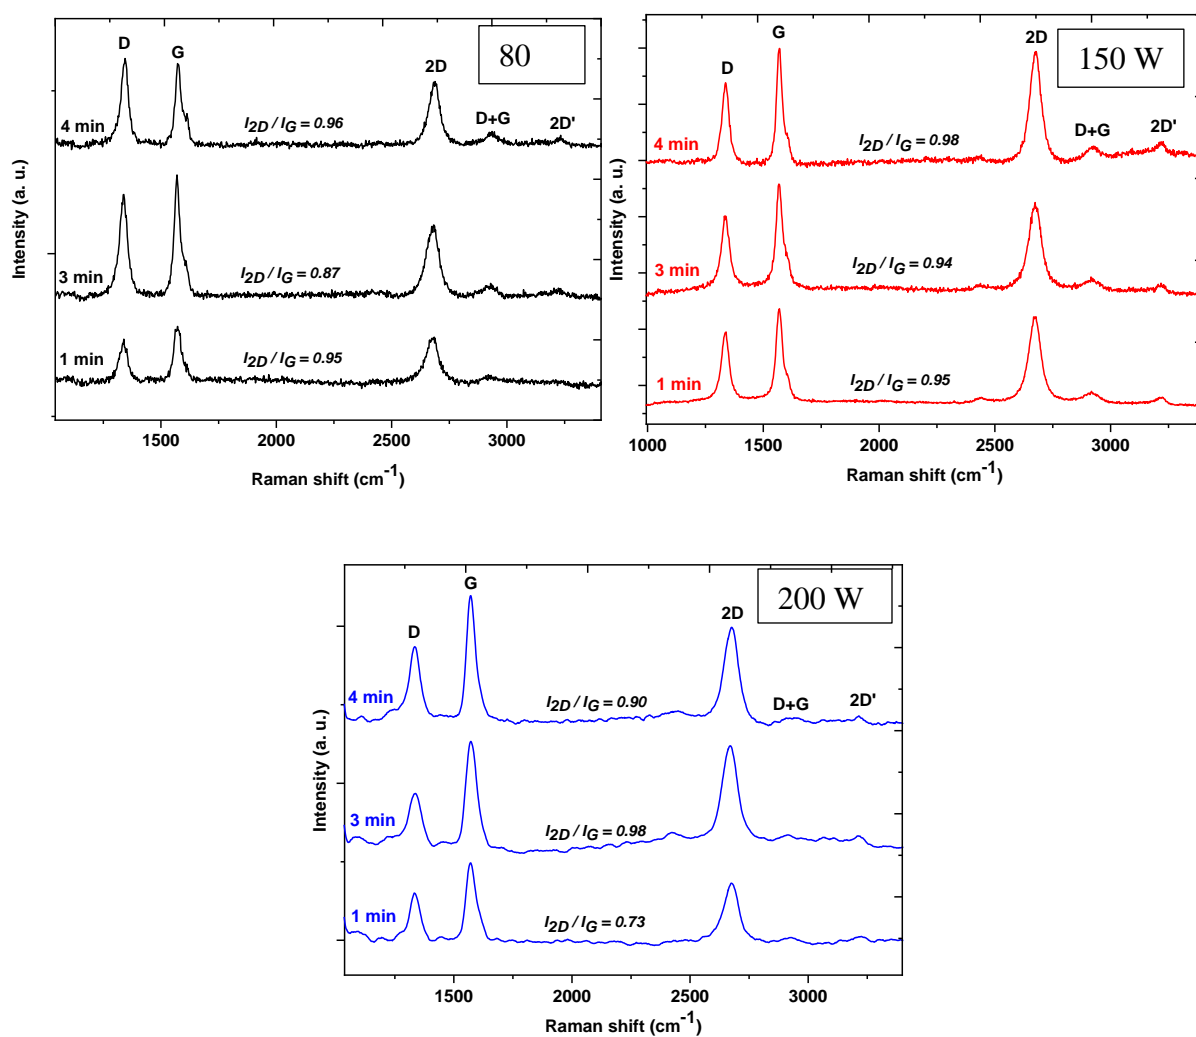 80
D
G
2D
D+G
2D'
4 min
I2D / IG = 0.96
3 min
I2D / IG = 0.87
1 min
I2D / IG = 0.95
Intensity (a. u.)
1500 2000 2500 3000
Raman shift (cm-1)
150 W
D
G
2D
D+G
2D'
4 min
I2D / IG = 0.98
3 min
I2D / IG = 0.94
1 min
I2D / IG = 0.95
Intensity (a. u.)
1000 1500 2000 2500 3000
Raman shift (cm-1)
200 W
D
G
2D
D+G
2D'
4 min
I2D / IG = 0.90
3 min
I2D / IG = 0.98
1 min
I2D / IG = 0.73
Intensity (a. u.)
1500 2000 2500 3000
Raman shift (cm-1)